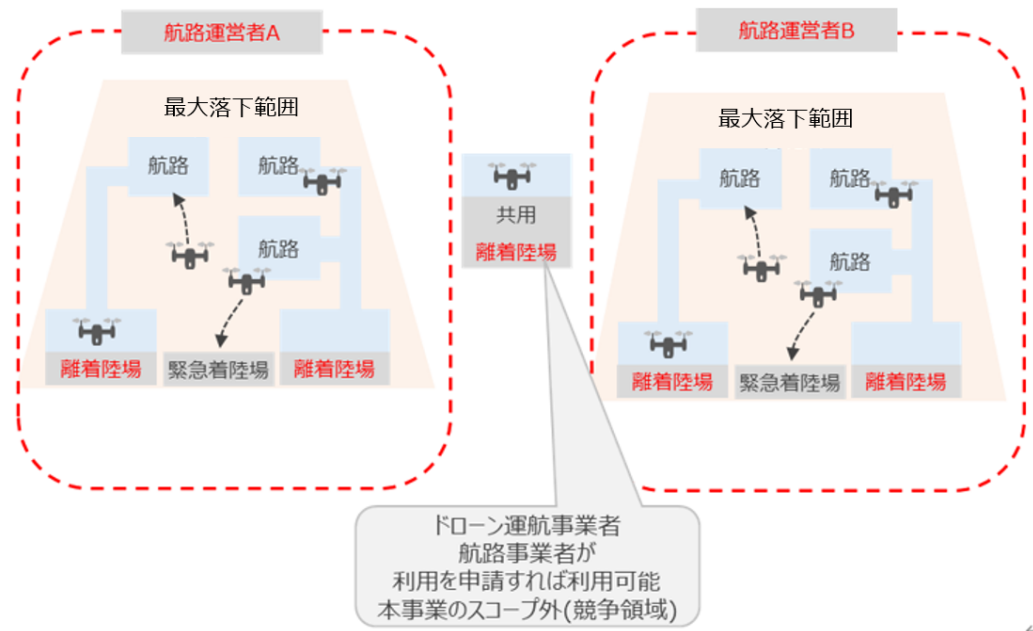 航路運営者A
最大落下範囲
航路
航路
航路
離着陸場
緊急着陸場
離着陸場
共用
離着陸場
航路運営者B
最大落下範囲
航路
航路
航路
離着陸場
緊急着陸場
離着陸場
ドローン運航事業者
航路事業者が
利用を申請すれば利用可能
本事業のスコープ外(競争領域)